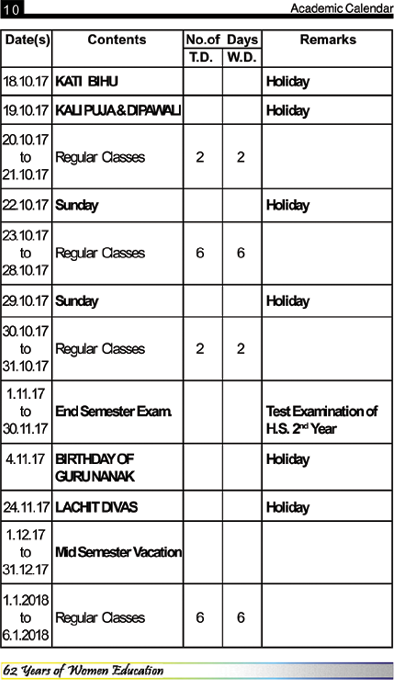 10 Academic Calendar
Date(s) Contents No.of Days Remarks
T.D. W.D.
18.10.17 KATI BIHU Holiday
19.10.17 KALI PUJA & DIPAWALI Holiday
20.10.17
to Regular Classes 2 2
21.10.17
22.10.17 Sunday Holiday
23.10.17
to Regular Classes 6 6
28.10.17
29.10.17 Sunday Holiday
30.10.17
to Regular Classes 2 2
31.10.17
1.11.17
to End Semester Exam. Test Examination of
30.11.17 H.S. 2nd Year
4.11.17 BIRTHDAY OF Holiday
GURU NANAK
24.11.17 LACHIT DIVAS Holiday
1.12.17
to Mid Semester Vacation
31.12.17
1.1.2018
to Regular Classes 6 6
6.1.2018
62 Years of Women Education